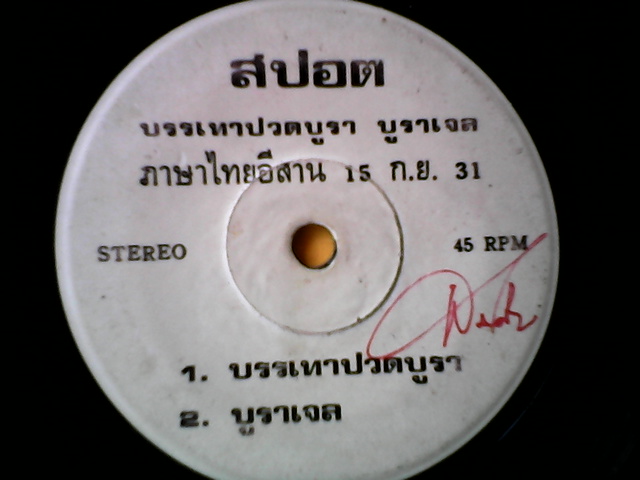 สปอต
บรรเทาปวดบูรา บูราเจล
ภาษาไทยอีสาน 15 ก.ย. 31
STEREO
45 RPM
1. บรรเทาปวดบูรา
2. บูราเจล